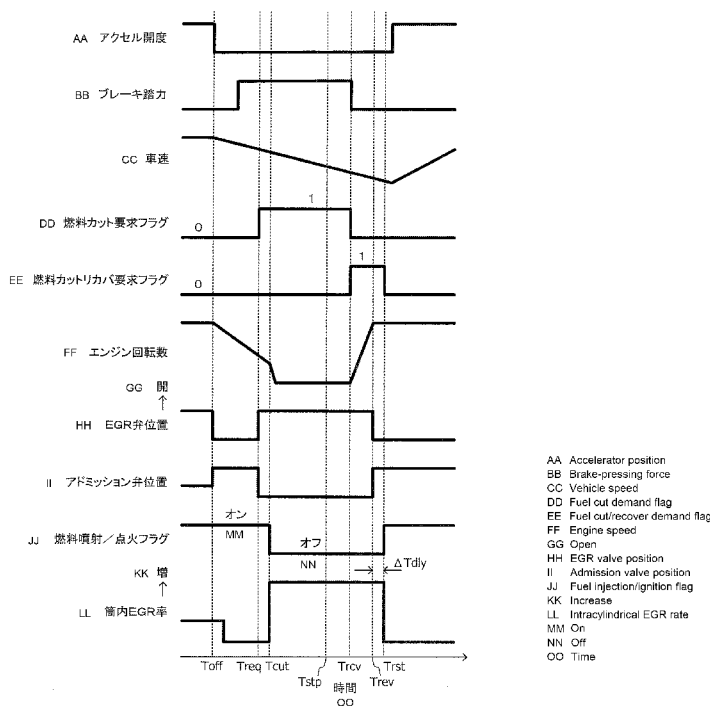 AA アクセル開度
BB ブレーキ踏力
CC 車速
DD 燃料カット要求フラグ
0
1
EE 燃料カットリカバ要求フラグ
0
1
FF エンジン回転数
GG 開
↑
HH EGR弁位置
II アドミッション弁位置
JJ 燃料噴射/点火フラグ
オン
MM
オフ
NN
ΔTdly
KK 増
↑
LL 筒内EGR率
Toff Treq Tcut Tstp Trcv Trev Trst
時間
OO
AA Accelerator position
BB Brake-pressing force
CC Vehicle speed
DD Fuel cut demand flag
EE Fuel cut/recover demand flag
FF Engine speed
GG Open
HH EGR valve position
II Admission valve position
JJ Fuel injection/ignition flag
KK Increase
LL Intracylindrical EGR rate
MM On
NN Off
OO Time